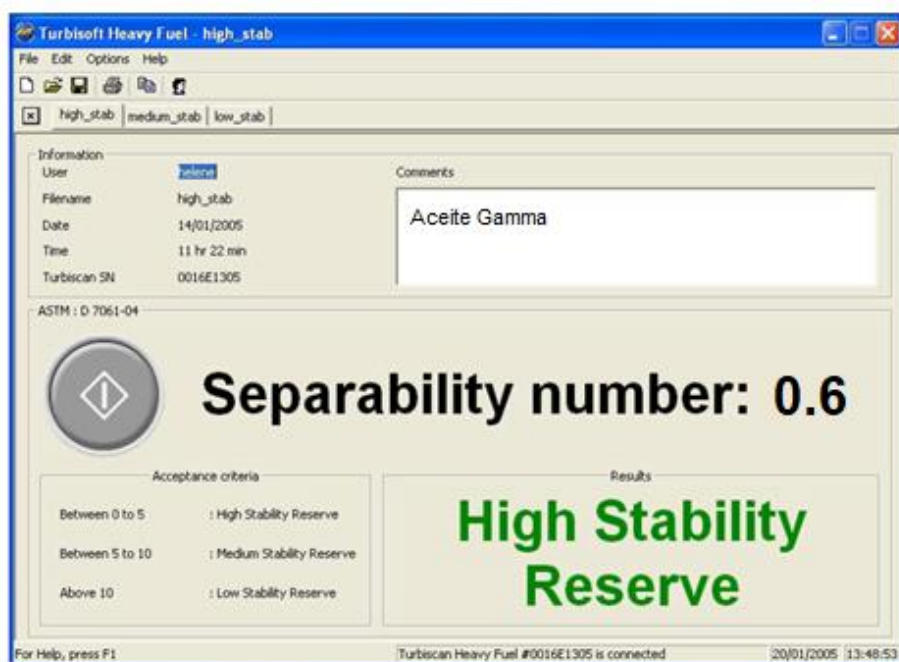 Turbisoft Heavy Fuel - high_stab
File Edit Options Help
high_stab medium_stab low_stab
Information
User helene
Comments
Filename high_stab
Aceite Gamma
Date 14/01/2005
Time 11 hr 22 min
Turbiscan SN 0016E1305
ASTM : D 7061-04
Separability number: 0.6
Acceptance criteria
Between 0 to 5 : High Stability Reserve
Between 5 to 10 : Medium Stability Reserve
Above 10 : Low Stability Reserve
Results
High Stability
Reserve
For Help, press F1
Turbiscan Heavy Fuel #0016E1305 is connected
20/01/2005 13:48:53